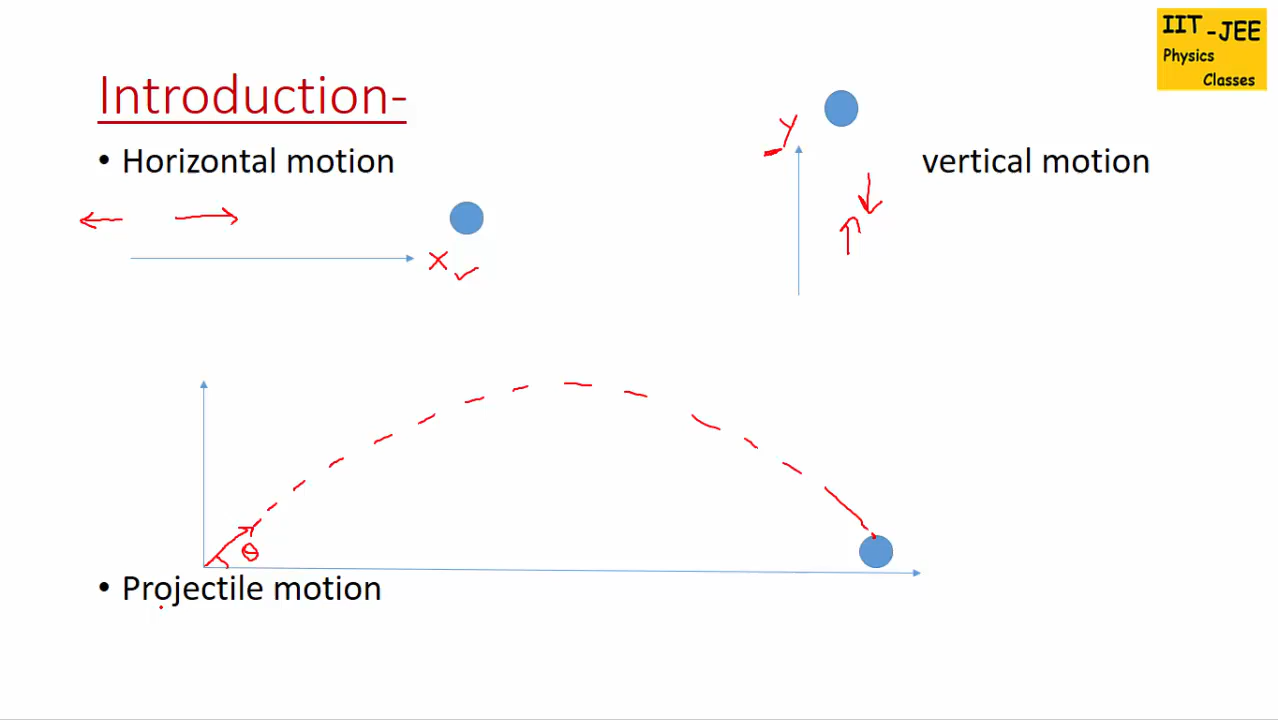 IIT-JEE
Physics
Classes
Introduction-
• Horizontal motion
y
vertical motion
x
θ
• Projectile motion